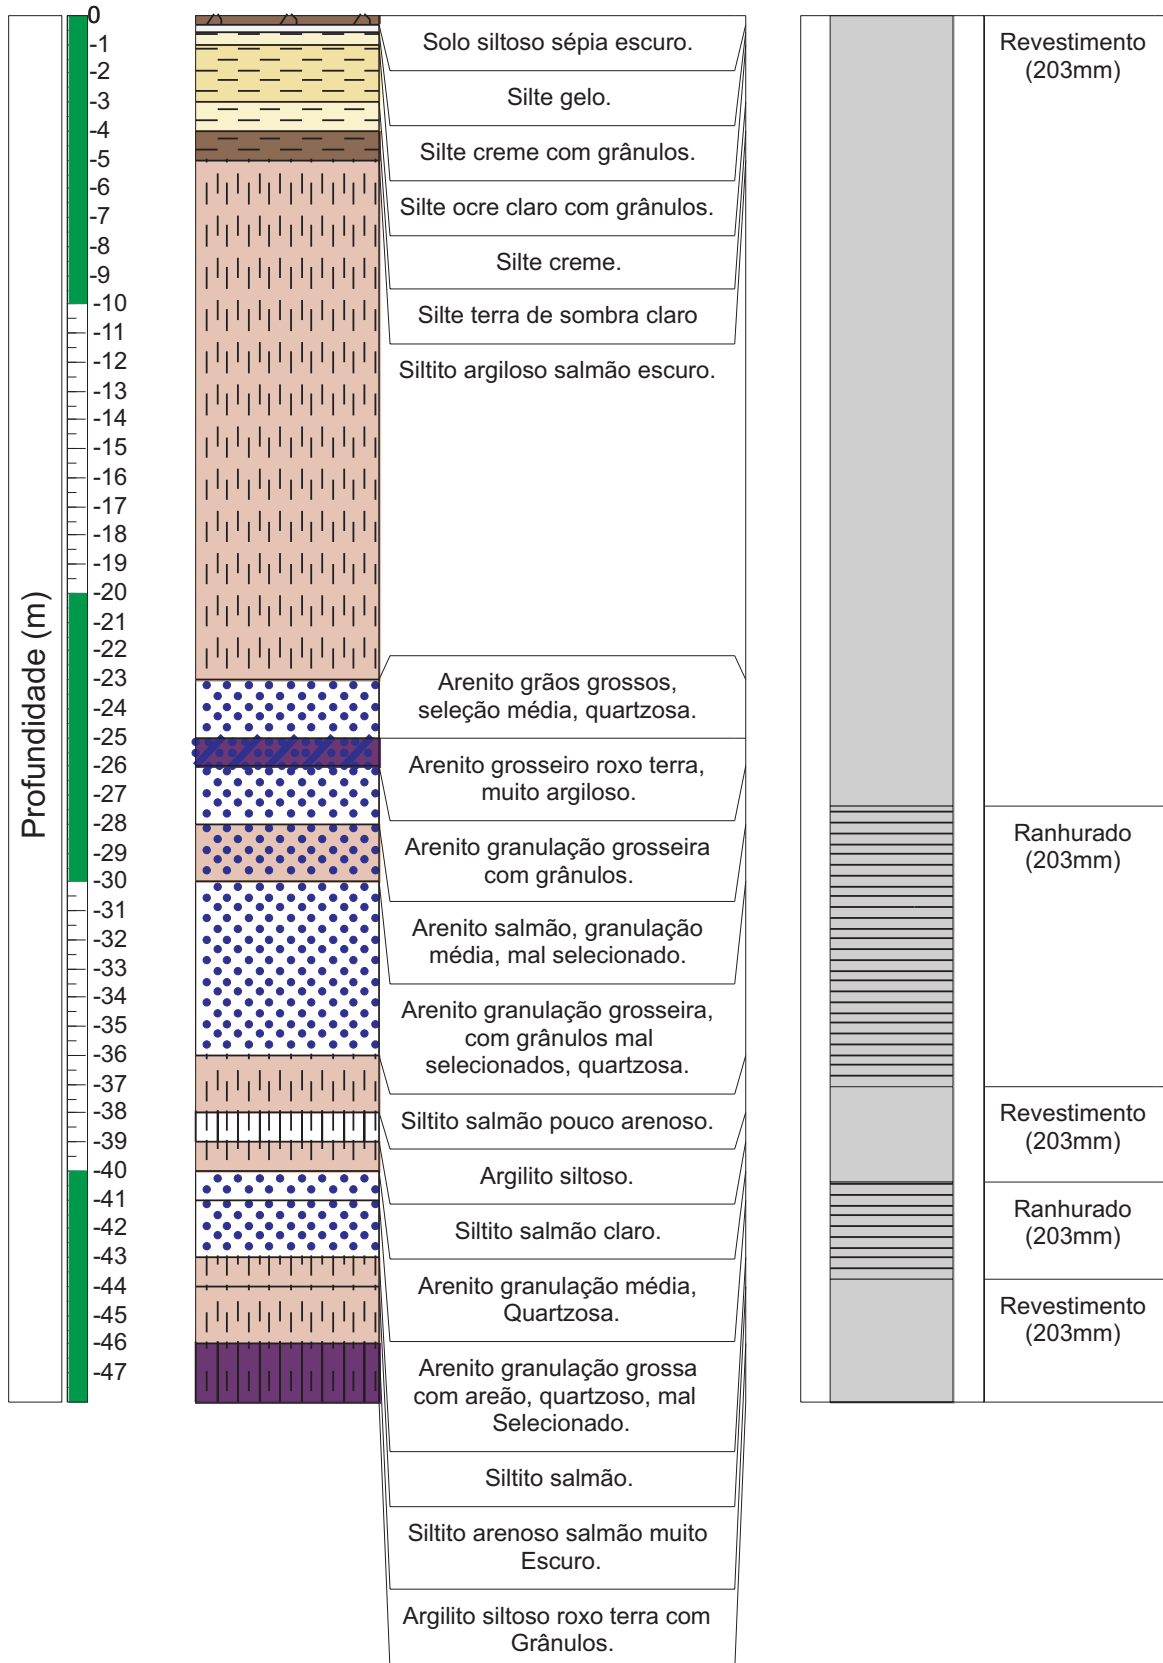 Profundidade (m)
0
-1
-2
-3
-4
-5
-6
-7
-8
-9
-10
-11
-12
-13
-14
-15
-16
-17
-18
-19
-20
-21
-22
-23
-24
-25
-26
-27
-28
-29
-30
-31
-32
-33
-34
-35
-36
-37
-38
-39
-40
-41
-42
-43
-44
-45
-46
-47
Solo siltoso sépia escuro.
Silte gelo.
Silte creme com grânulos.
Silte ocre claro com grânulos.
Silte creme.
Silte terra de sombra claro
Siltito argiloso salmão escuro.
Arenito grãos grossos,
seleção média, quartzosa.
Arenito grosseiro roxo terra,
muito argiloso.
Arenito granulação grosseira
com grânulos.
Arenito salmão, granulação
média, mal selecionado.
Arenito granulação grosseira,
com grânulos mal
selecionados, quartzosa.
Siltito salmão pouco arenoso.
Argilito siltoso.
Siltito salmão claro.
Arenito granulação média,
Quartzosa.
Arenito granulação grossa
com areão, quartzoso, mal
Selecionado.
Siltito salmão.
Siltito arenoso salmão muito
Escuro.
Argilito siltoso roxo terra com
Grânulos.
Revestimento
(203mm)
Ranhurado
(203mm)
Revestimento
(203mm)
Ranhurado
(203mm)
Revestimento
(203mm)